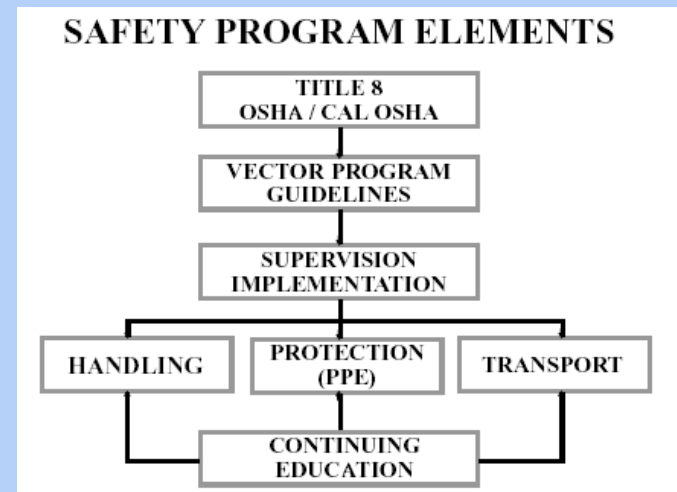 SAFETY PROGRAM ELEMENTS
TITLE 8
OSHA / CAL OSHA
VECTOR PROGRAM
GUIDELINES
SUPERVISION
IMPLEMENTATION
HANDLING
PROTECTION
(PPE)
TRANSPORT
CONTINUING
EDUCATION